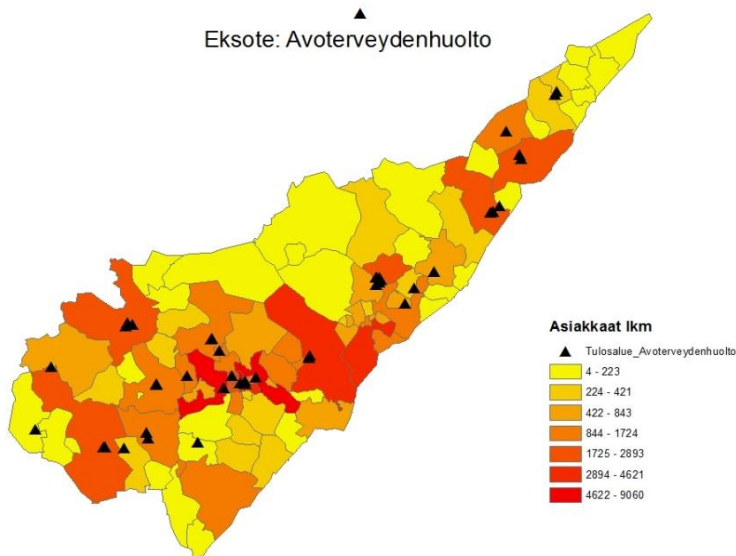 Eksote: Avoterveydenhuolto
Asiakkaat lkm
Tulosalue_Avoterveydenhuolto
4 - 223
224 - 421
422 - 843
844 - 1724
1725 - 2893
2894 - 4621
4622 - 9060